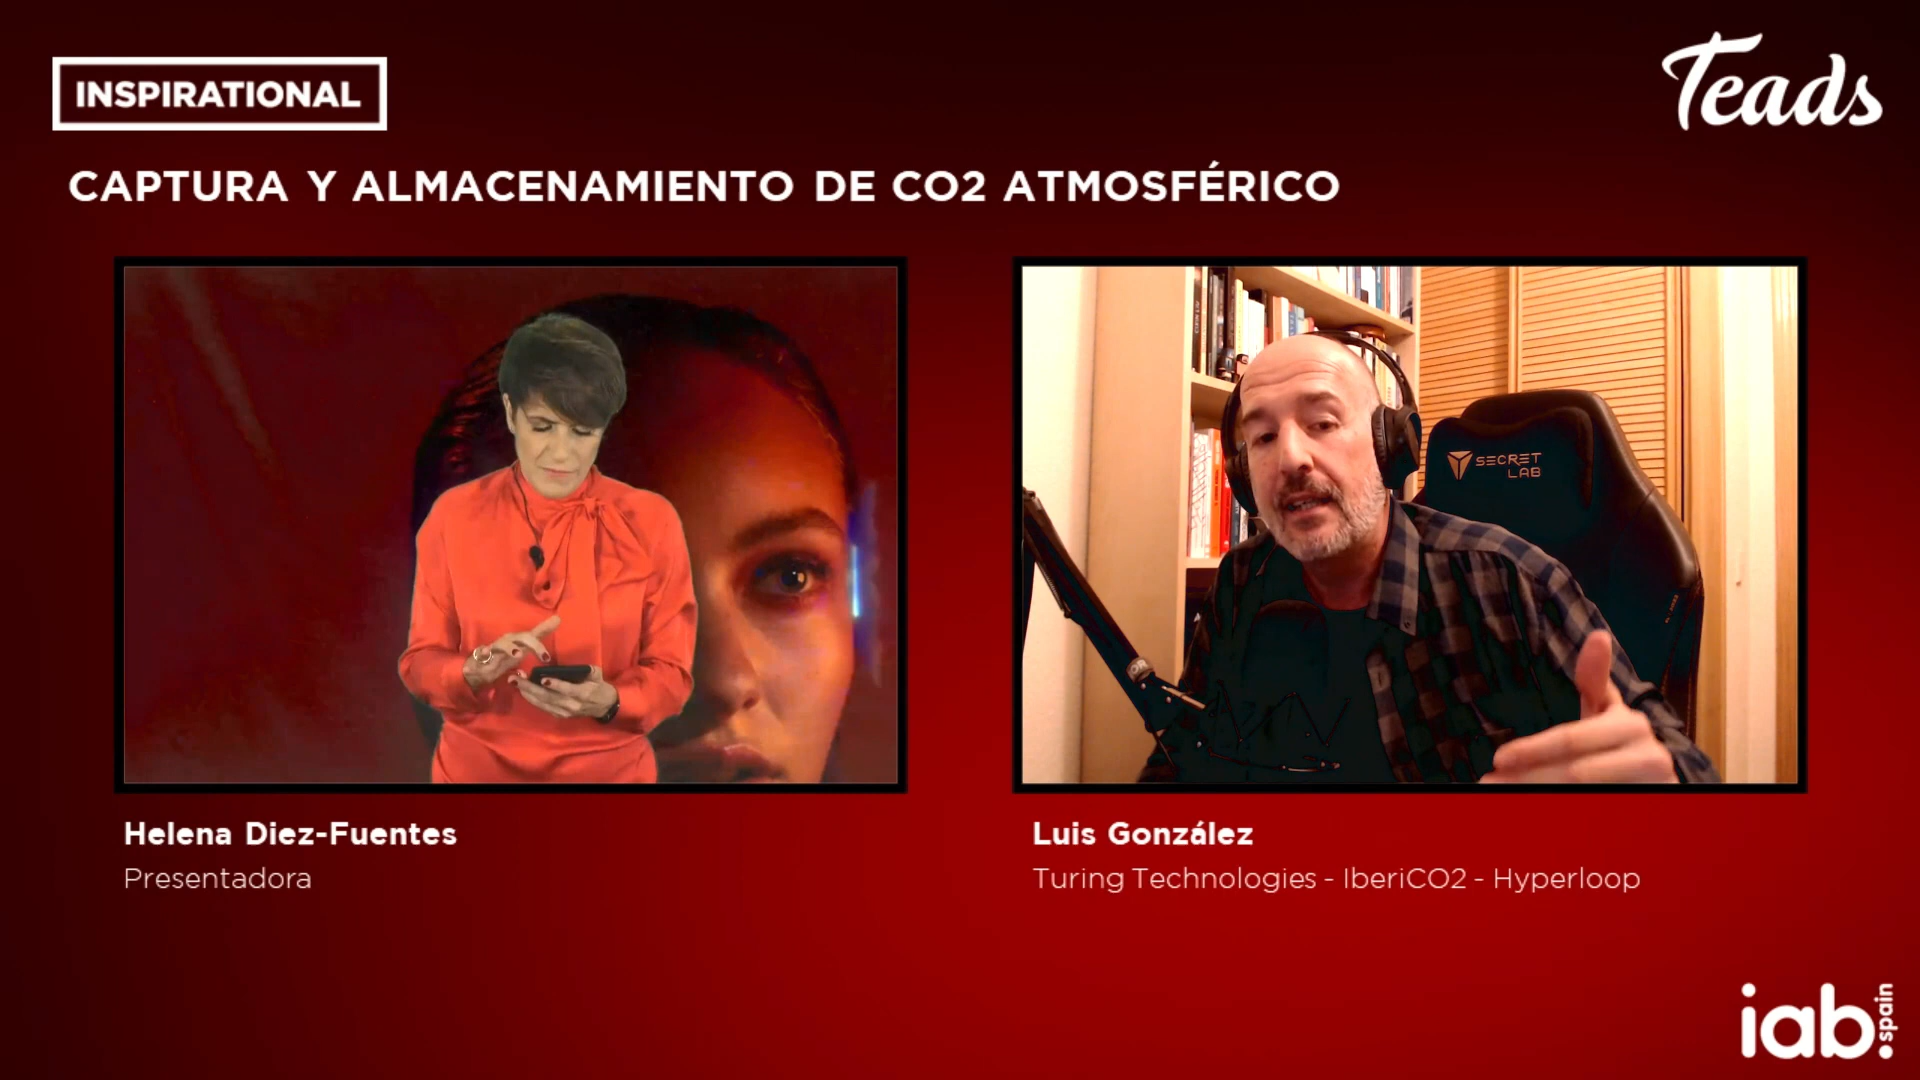 INSPIRATIONAL
Teads
CAPTURA Y ALMACENAMIENTO DE CO2 ATMOSFÉRICO
SECRET
LAB
Helena Diez-Fuentes
Presentadora
Luis González
Turing Technologies - IberiCO2 - Hyperloop
iab.spain